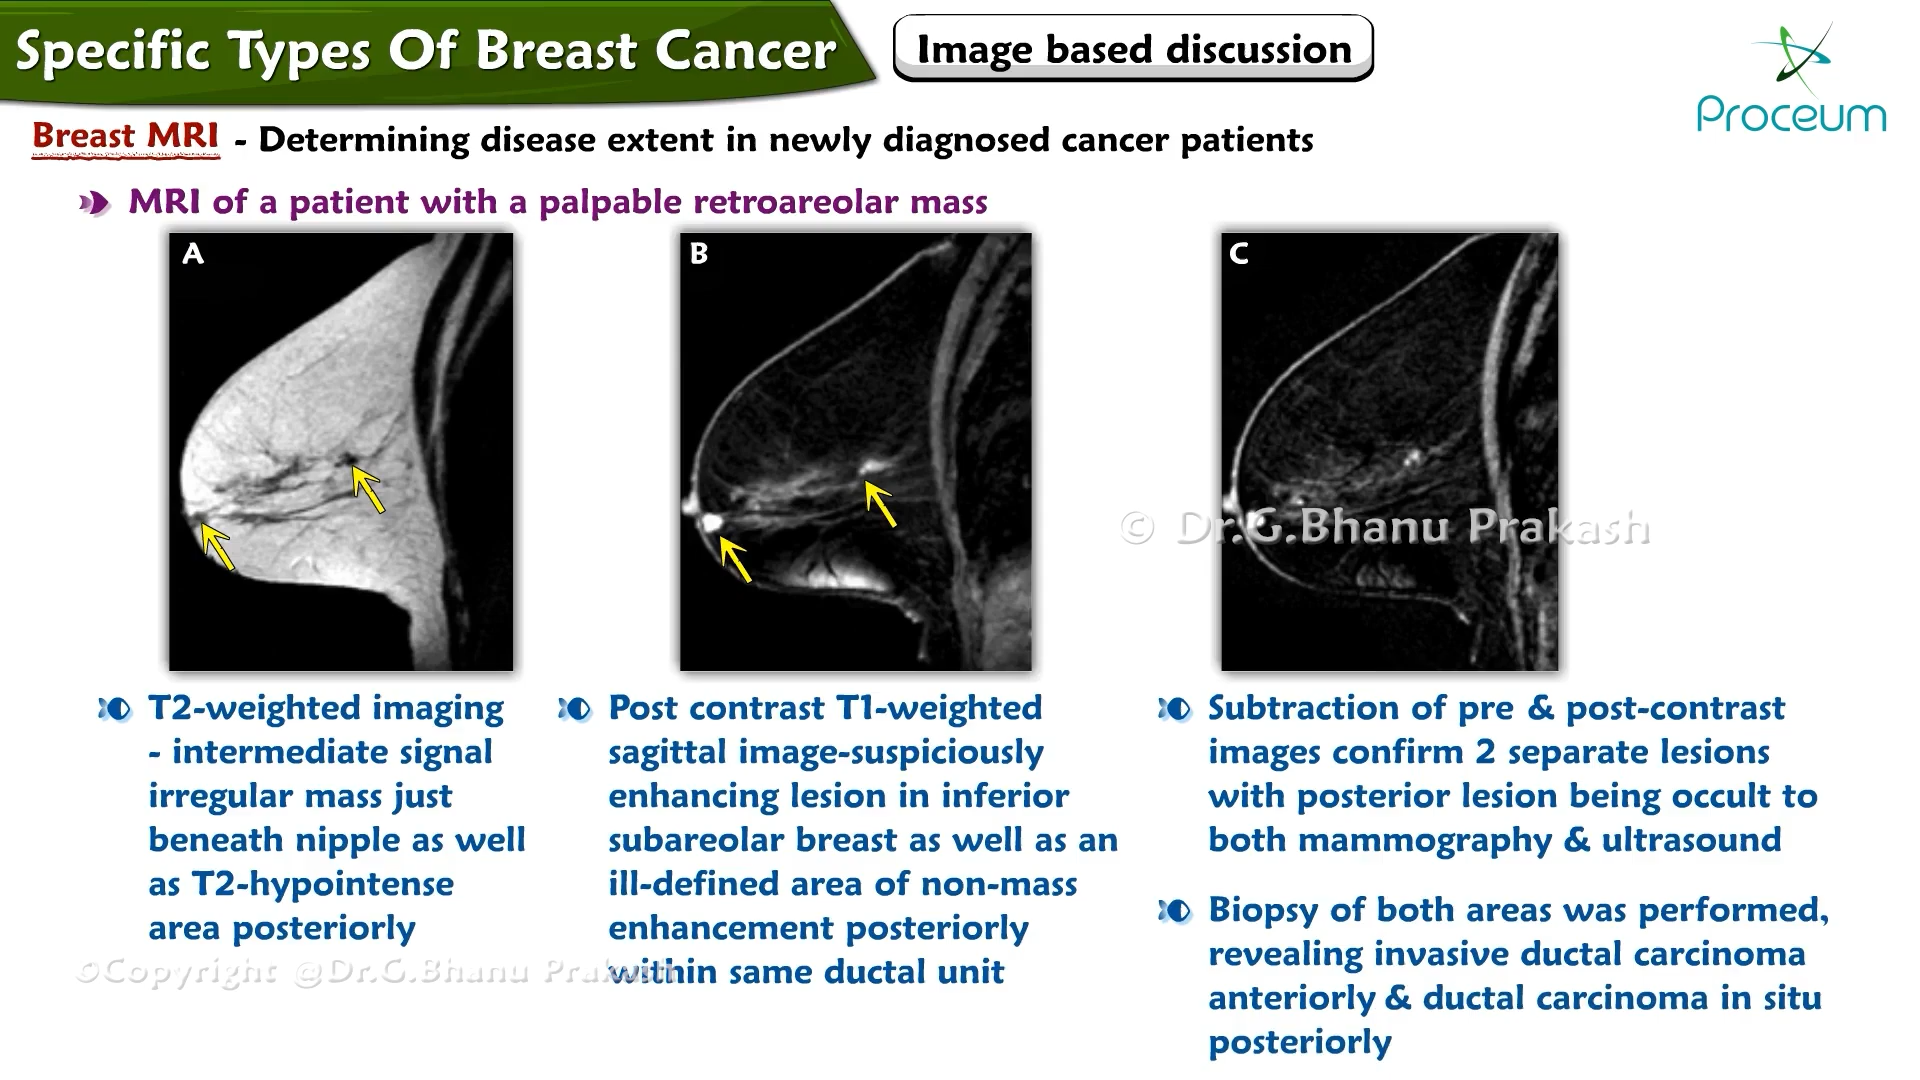 Specific Types Of Breast Cancer
Image based discussion
Proceum
Breast MRI - Determining disease extent in newly diagnosed cancer patients
MRI of a patient with a palpable retroareolar mass
A
B
C
© Dr.G.Bhanu Prakash
T2-weighted imaging
- intermediate signal
irregular mass just
beneath nipple as well
as T2-hypointense
area posteriorly
Post contrast T1-weighted
sagittal image-suspiciously
enhancing lesion in inferior
subareolar breast as well as an
ill-defined area of non-mass
enhancement posteriorly
within same ductal unit
Subtraction of pre & post-contrast
images confirm 2 separate lesions
with posterior lesion being occult to
both mammography & ultrasound
Biopsy of both areas was performed,
revealing invasive ductal carcinoma
anteriorly & ductal carcinoma in situ
posteriorly
©Copyright @Dr.G.Bhanu Prakash